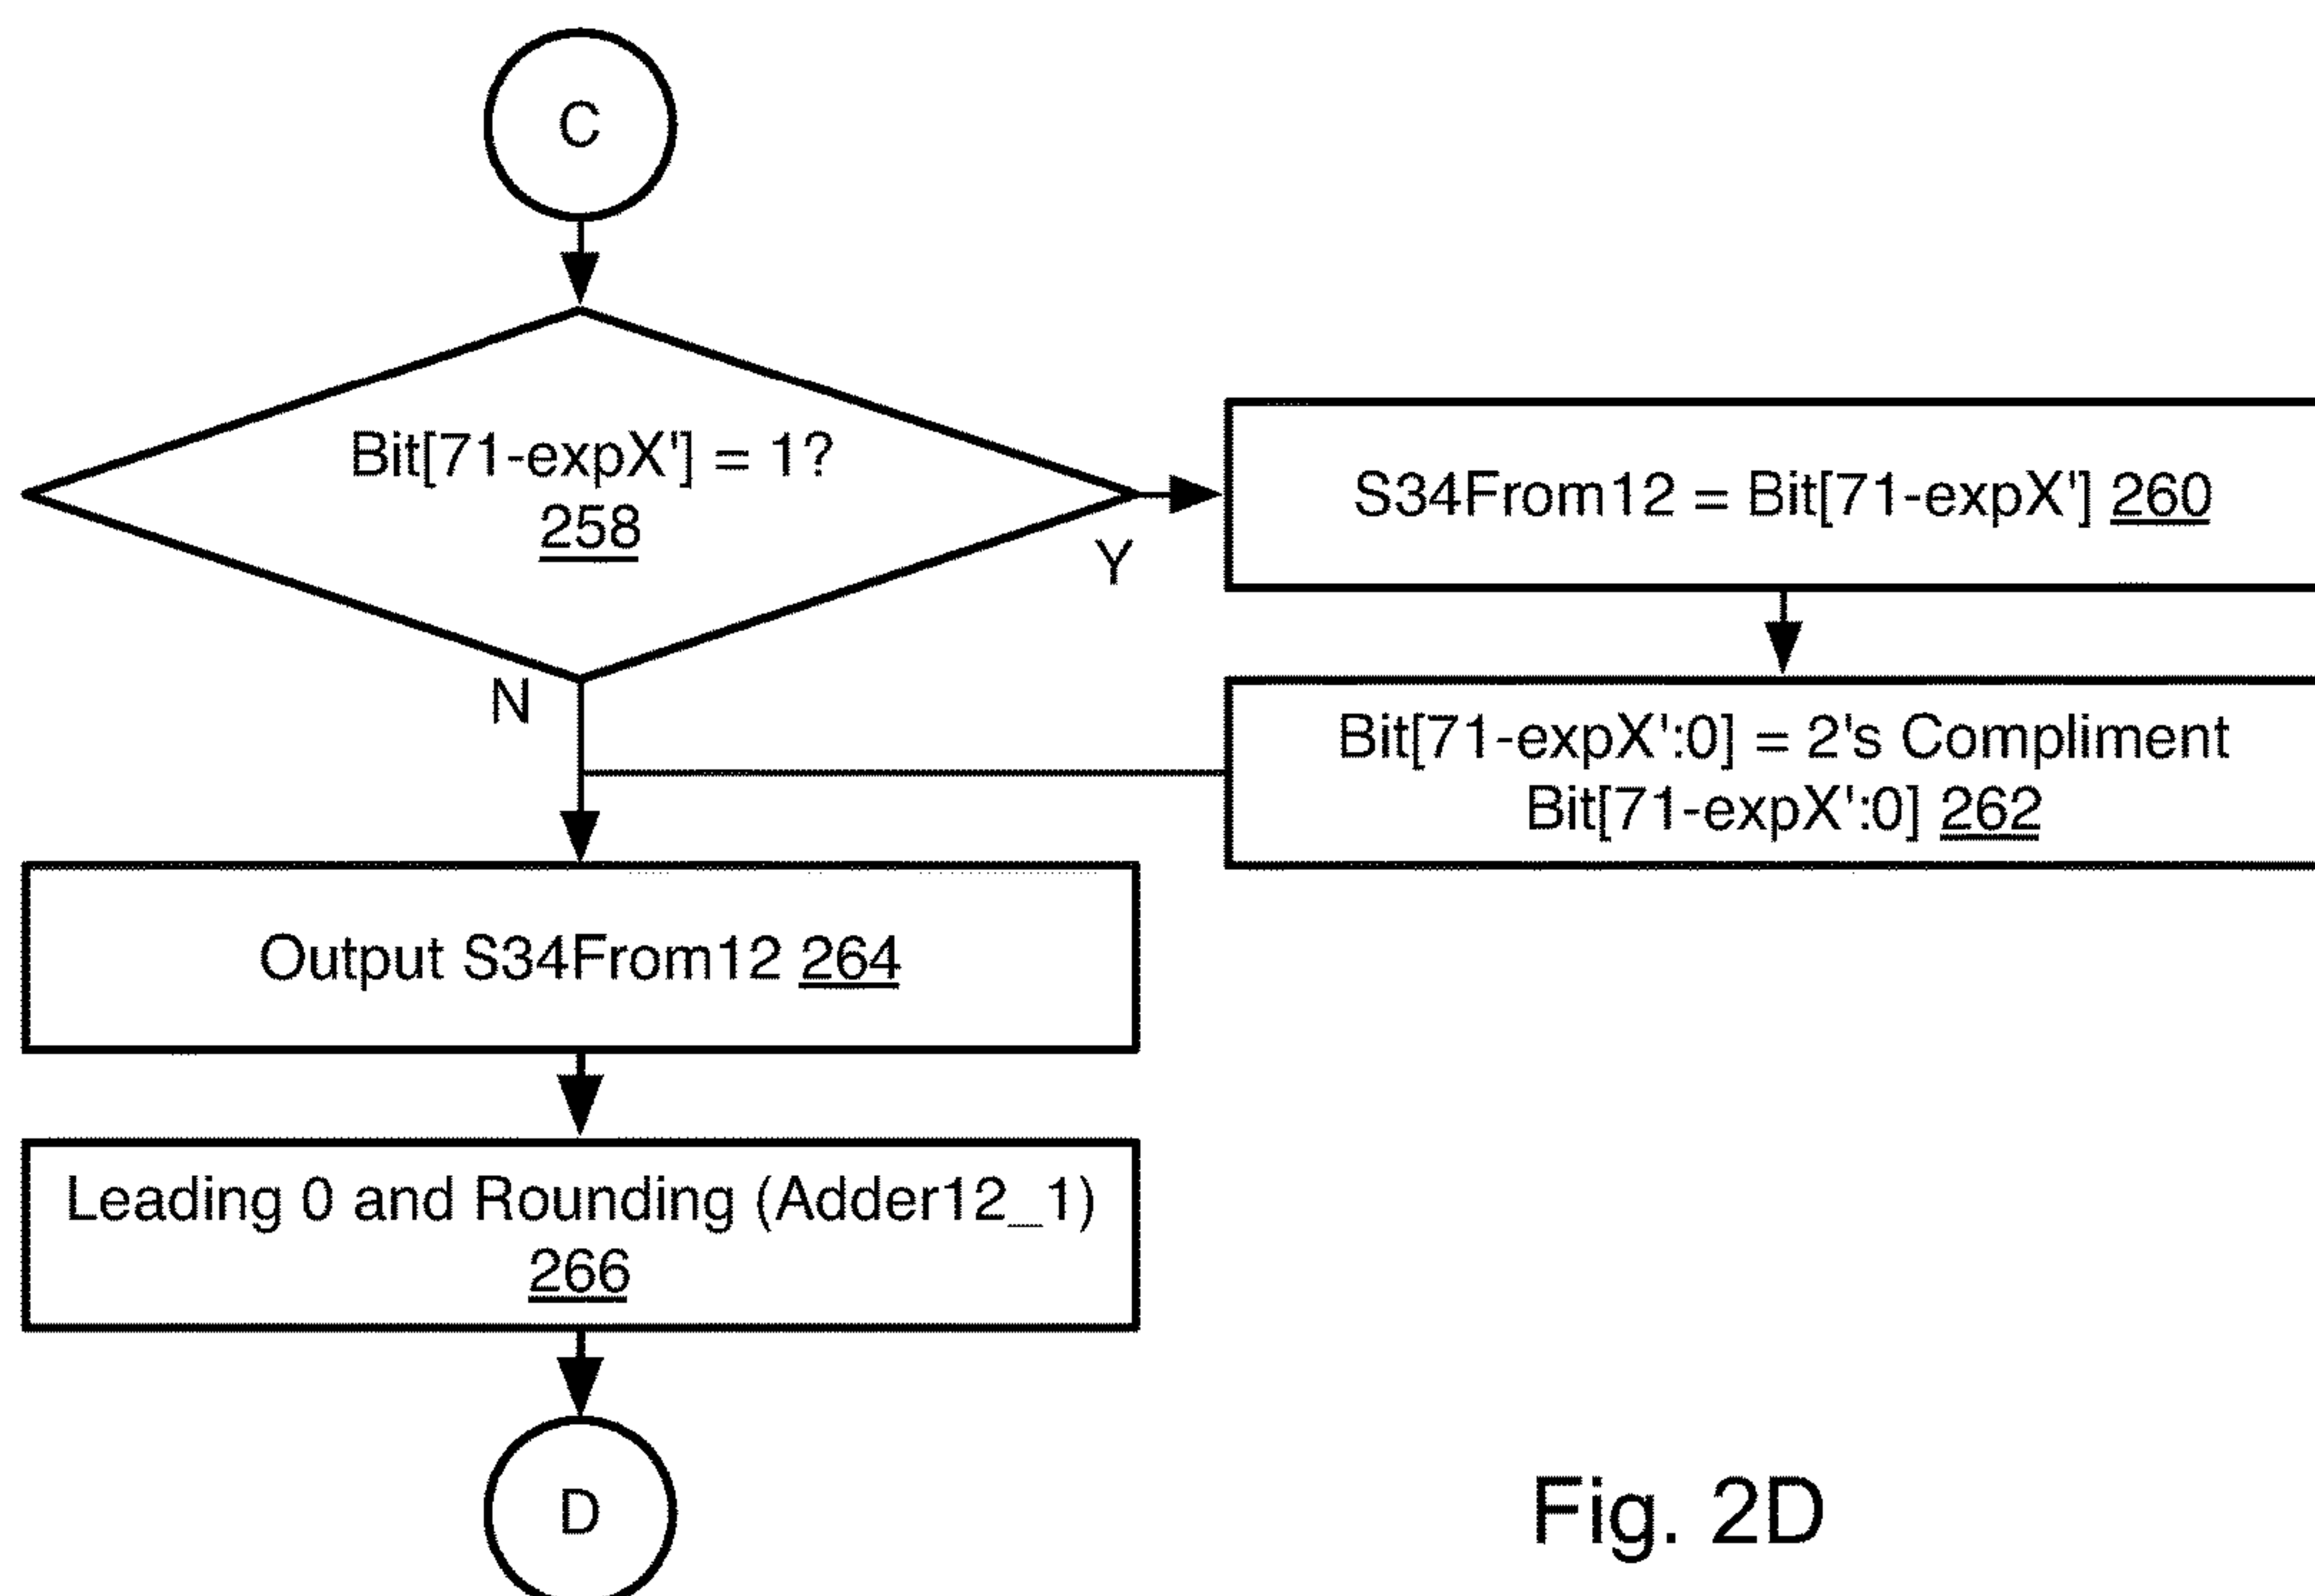 C
Bit[71-expX'] = 1?
258
Y
N
S34From12 = Bit[71-expX'] 260
Bit[71-expX':0] = 2's Compliment
Bit[71-expX':0] 262
Output S34From12 264
Leading 0 and Rounding (Adder12_1)
266
D
Fig. 2D